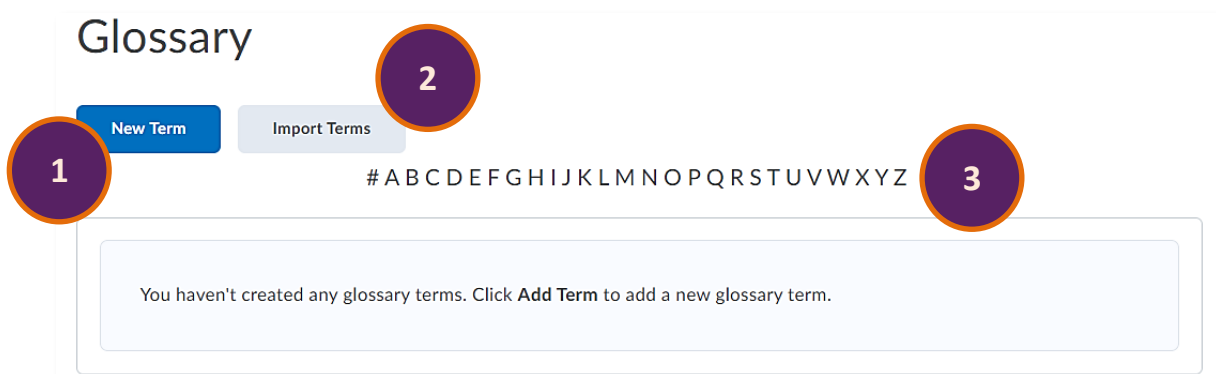 Glossary
2
New Term
Import Terms
1
#ABCDEFGHIJKLMNOPQRSTUVWXYZ
3
You haven't created any glossary terms. Click Add Term to add a new glossary term.